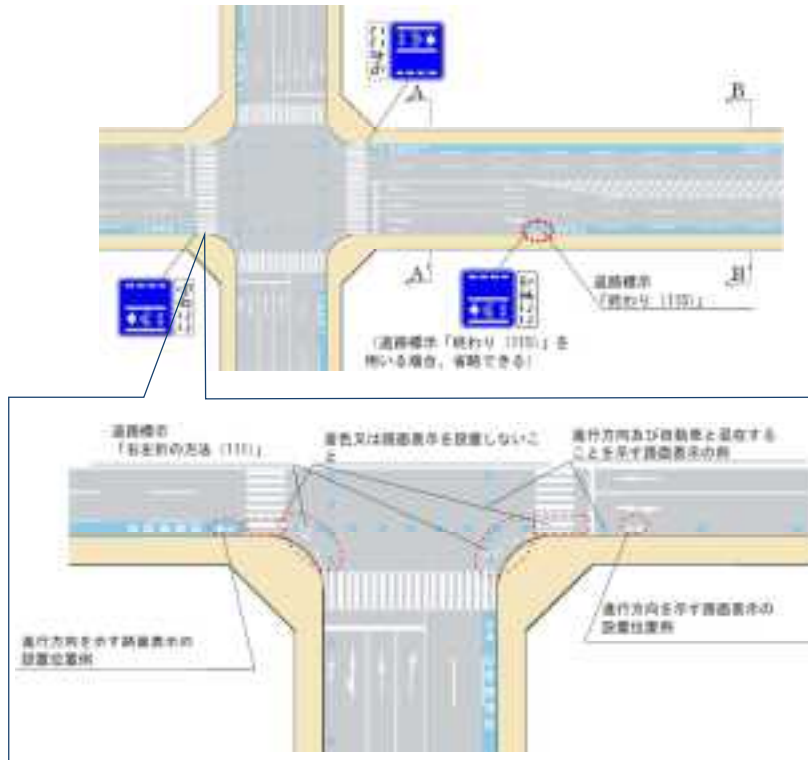 A
B
A'
B'
道路標示
「終わり（115）」
（道路標示「終わり（115）」を
用いる場合、省略できる）
道路標示
「右左折の方法（111）」
着色又は路面表示を設置しないこ
と
進行方向及び自動車と混在する
ことを示す路面表示の例
進行方向を示す路面表示の
設置位置例
進行方向を示す路面表示の
設置位置例